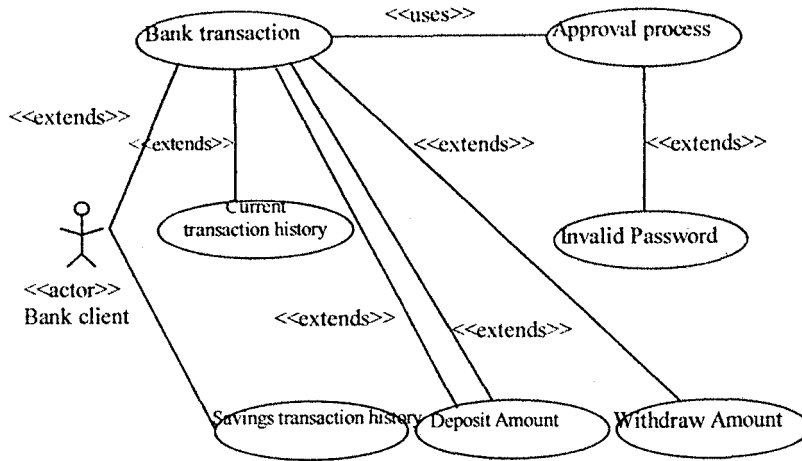 <<uses>>
Bank transaction
Approval process
<<extends>>
<<extends>>
<<extends>>
<<extends>>
Current
transaction history
Invalid Password
<<actor>>
Bank client
<<extends>>
<<extends>>
Savings transaction history
Deposit Amount
Withdraw Amount